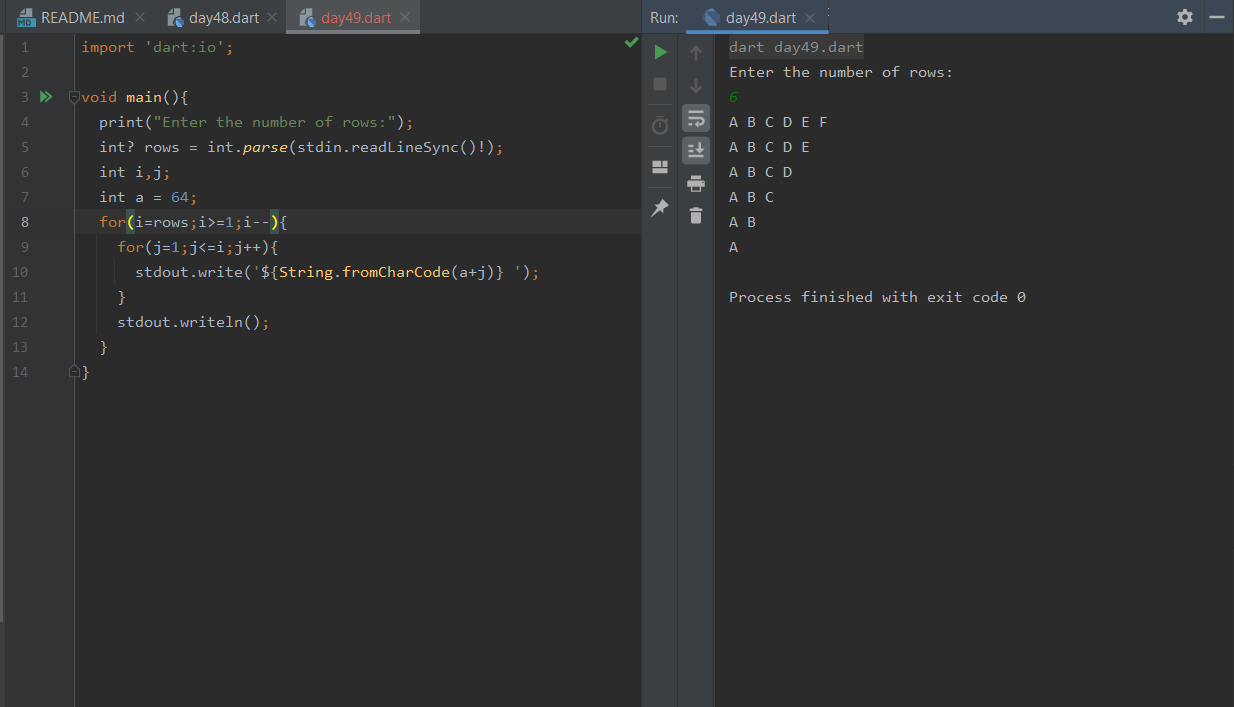 README.md day48.dart day49.dart
1 import 'dart:io';
2
3 void main(){
4 print("Enter the number of rows:");
5 int? rows = int.parse(stdin.readLineSync()!);
6 int i,j;
7 int a = 64;
8 for(i=rows;i>=1;i--){
9 for(j=1;j<=i;j++){
10 stdout.write('${String.fromCharCode(a+j)} ');
11 }
12 stdout.writeln();
13 }
14 }
Run: day49.dart
dart day49.dart
Enter the number of rows:
6
A B C D E F
A B C D E
A B C D
A B C
A B
A
Process finished with exit code 0